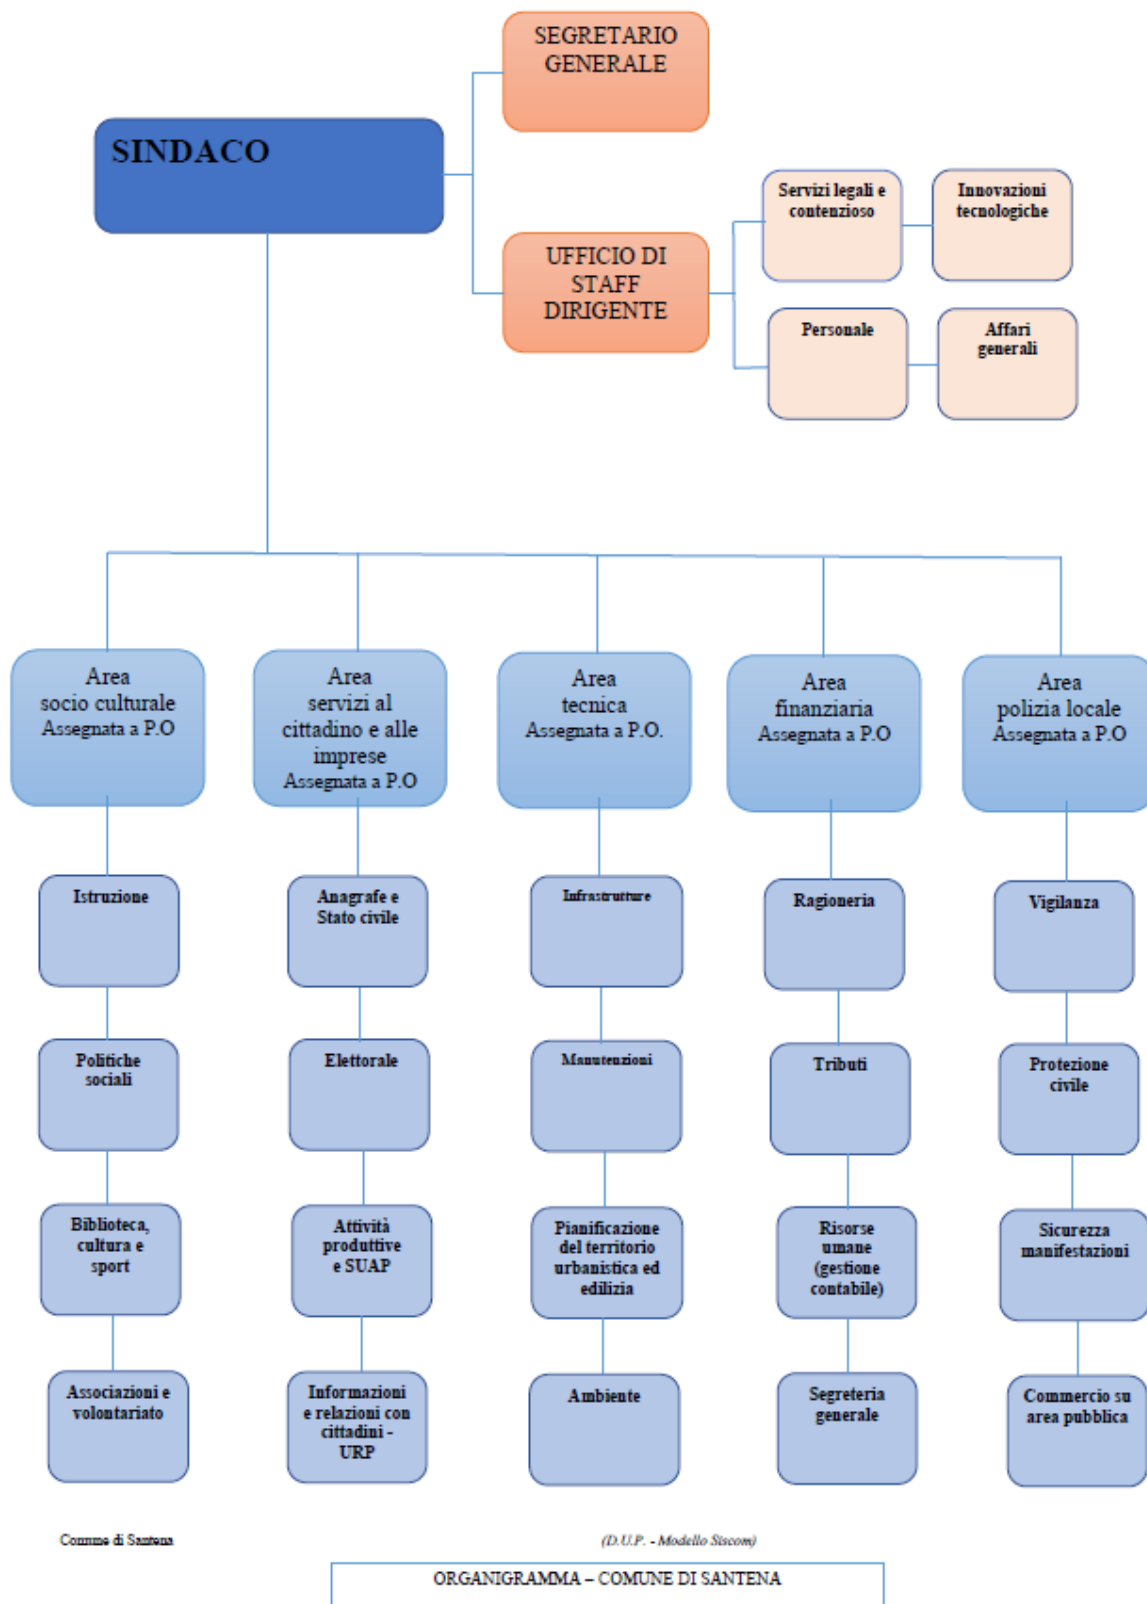 SEGRETARIO
GENERALE
SINDACO
Servizi legali e
contenzioso
Innovazioni
tecnologiche
UFFICIO DI
STAFF
DIRIGENTE
Personale
Affari
generali
Area
socio culturale
Assegnata a P.O
Area
servizi al
cittadino e alle
imprese
Assegnata a P.O
Area
tecnica
Assegnata a P.O.
Area
finanziaria
Assegnata a P.O
Area
polizia locale
Assegnata a P.O
Istruzione
Anagrafe e
Stato civile
Infrastrutture
Ragioneria
Vigilanza
Politiche
sociali
Elettorale
Manutenzioni
Tributi
Protezione
civile
Biblioteca,
cultura e
sport
Attività
produttive
e SUAP
Pianificazione
del territorio
urbanistica ed
edilizia
Risorse
umane
(gestione
contabile)
Sicurezza
manifestazioni
Associazioni e
volontariato
Informazioni
e relazioni con
cittadini -
URP
Ambiente
Segreteria
generale
Commercio su
area pubblica
Comune di Santena
(D.U.P. - Modello Siscom)
ORGANIGRAMMA – COMUNE DI SANTENA